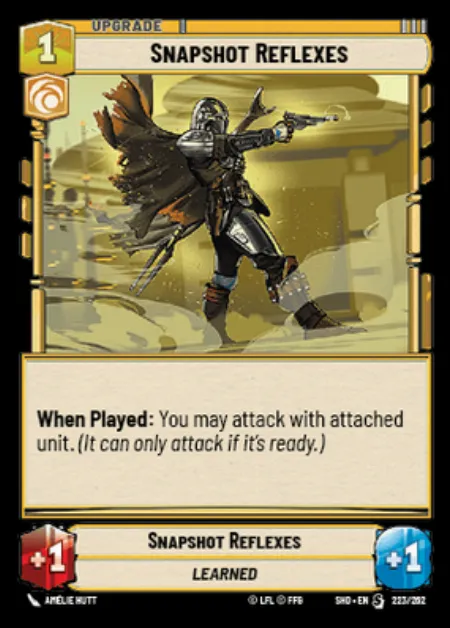 UPGRADE
1
SNAPSHOT REFLEXES
When Played: You may attack with attached
unit. (It can only attack if it's ready.)
+1
SNAPSHOT REFLEXES
+1
LEARNED
AMÉLIE HUTT
© LFL © FFG
SHD • EN
223/262